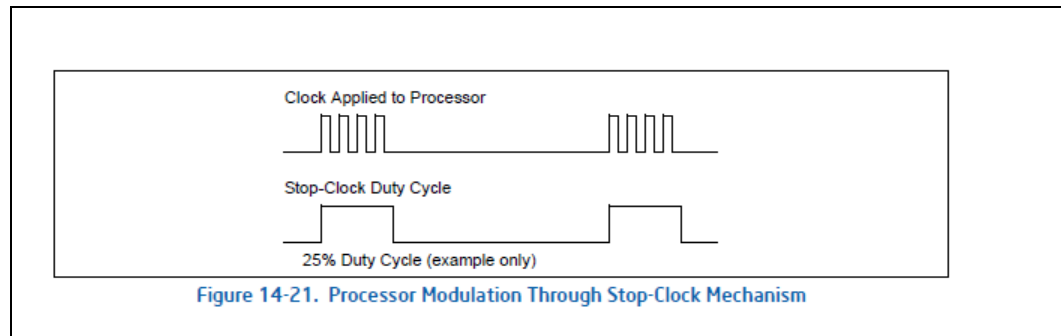 Clock Applied to Processor
Stop-Clock Duty Cycle
25% Duty Cycle (example only)
Figure 14-21. Processor Modulation Through Stop-Clock Mechanism